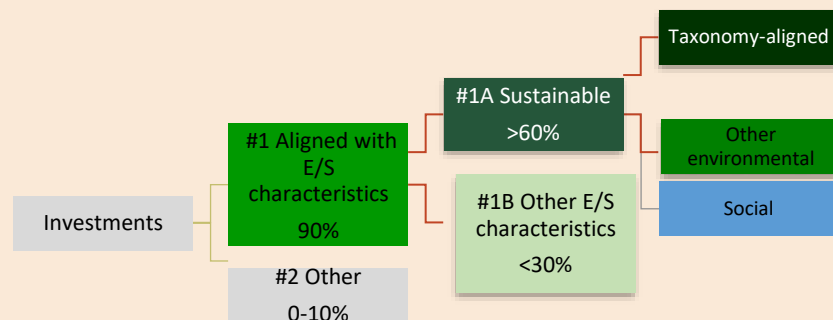 Taxonomy-aligned
#1A Sustainable
>60%
#1 Aligned with
E/S
characteristics
90%
Other
environmental
#1B Other E/S
characteristics
<30%
Social
Investments
#2 Other
0-10%